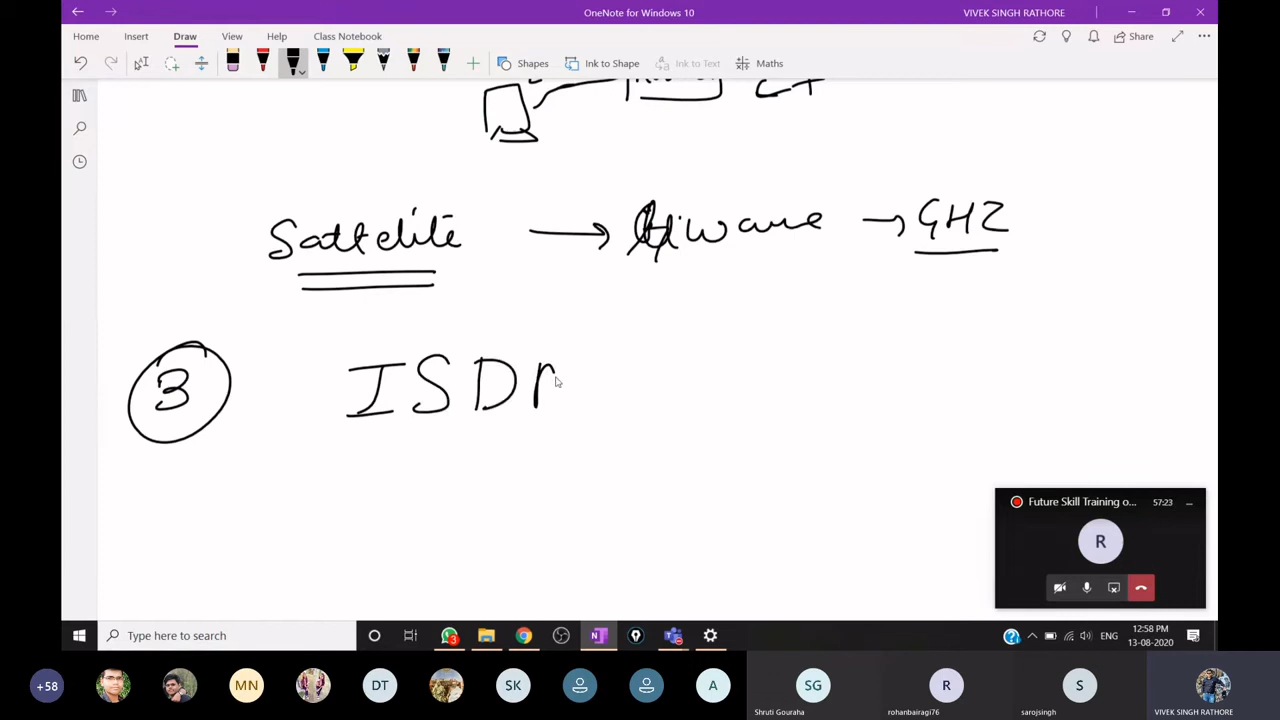 OneNote for Windows 10
VIVEK SINGH RATHORE
Home Insert Draw View Help Class Notebook
Share
Shapes Ink to Shape Ink to Text Maths
Sattelite → wave → GHZ
3 ISD
Future Skill Training o... 57:23
R
Type here to search
3
ENG
12:58 PM
13-08-2020
+58 MN DT SK A SG R S
Shruti Gouraha rohanbairagi76 sarojsingh VIVEK SINGH RATHORE